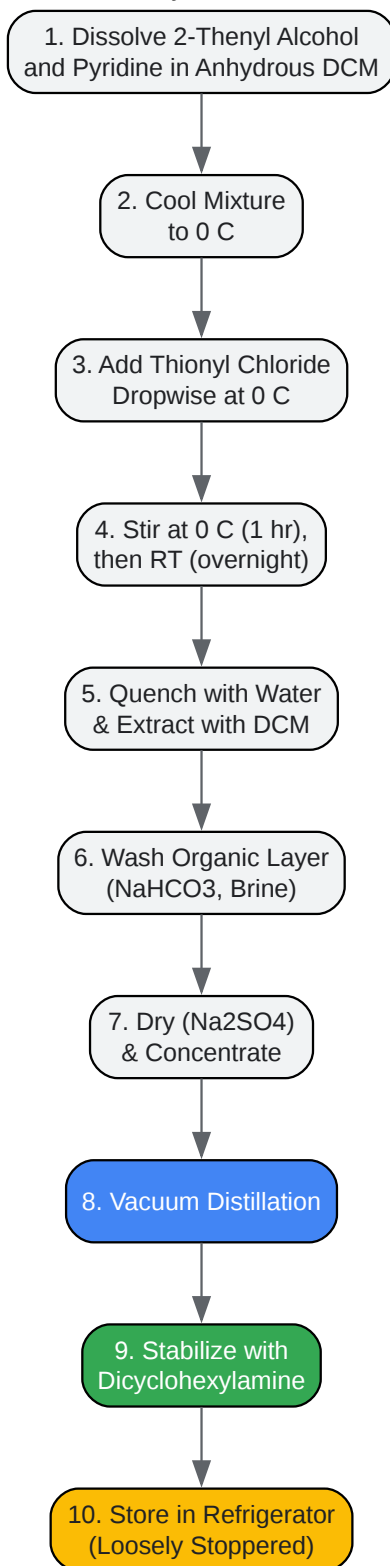 1. Dissolve 2-Thenyl Alcohol
and Pyridine in Anhydrous DCM
2. Cool Mixture
to 0 C
3. Add Thionyl Chloride
Dropwise at 0 C
4. Stir at 0 C (1 hr),
then RT (overnight)
5. Quench with Water
& Extract with DCM
6. Wash Organic Layer
(NaHCO3, Brine)
7. Dry (Na2SO4)
& Concentrate
8. Vacuum Distillation
9. Stabilize with
Dicyclohexylamine
10. Store in Refrigerator
(Loosely Stoppered)